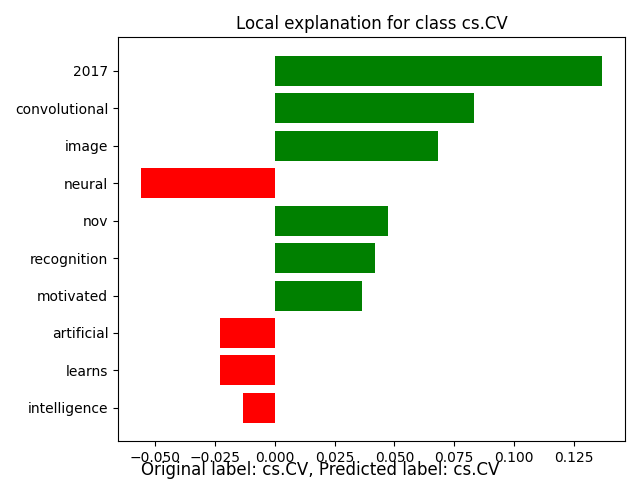 Local explanation for class cs.CV
2017
convolutional
image
neural
nov
recognition
motivated
artificial
learns
intelligence
−0.050 −0.025 0.000 0.025 0.050 0.075 0.100 0.125
Original label: cs.CV, Predicted label: cs.CV